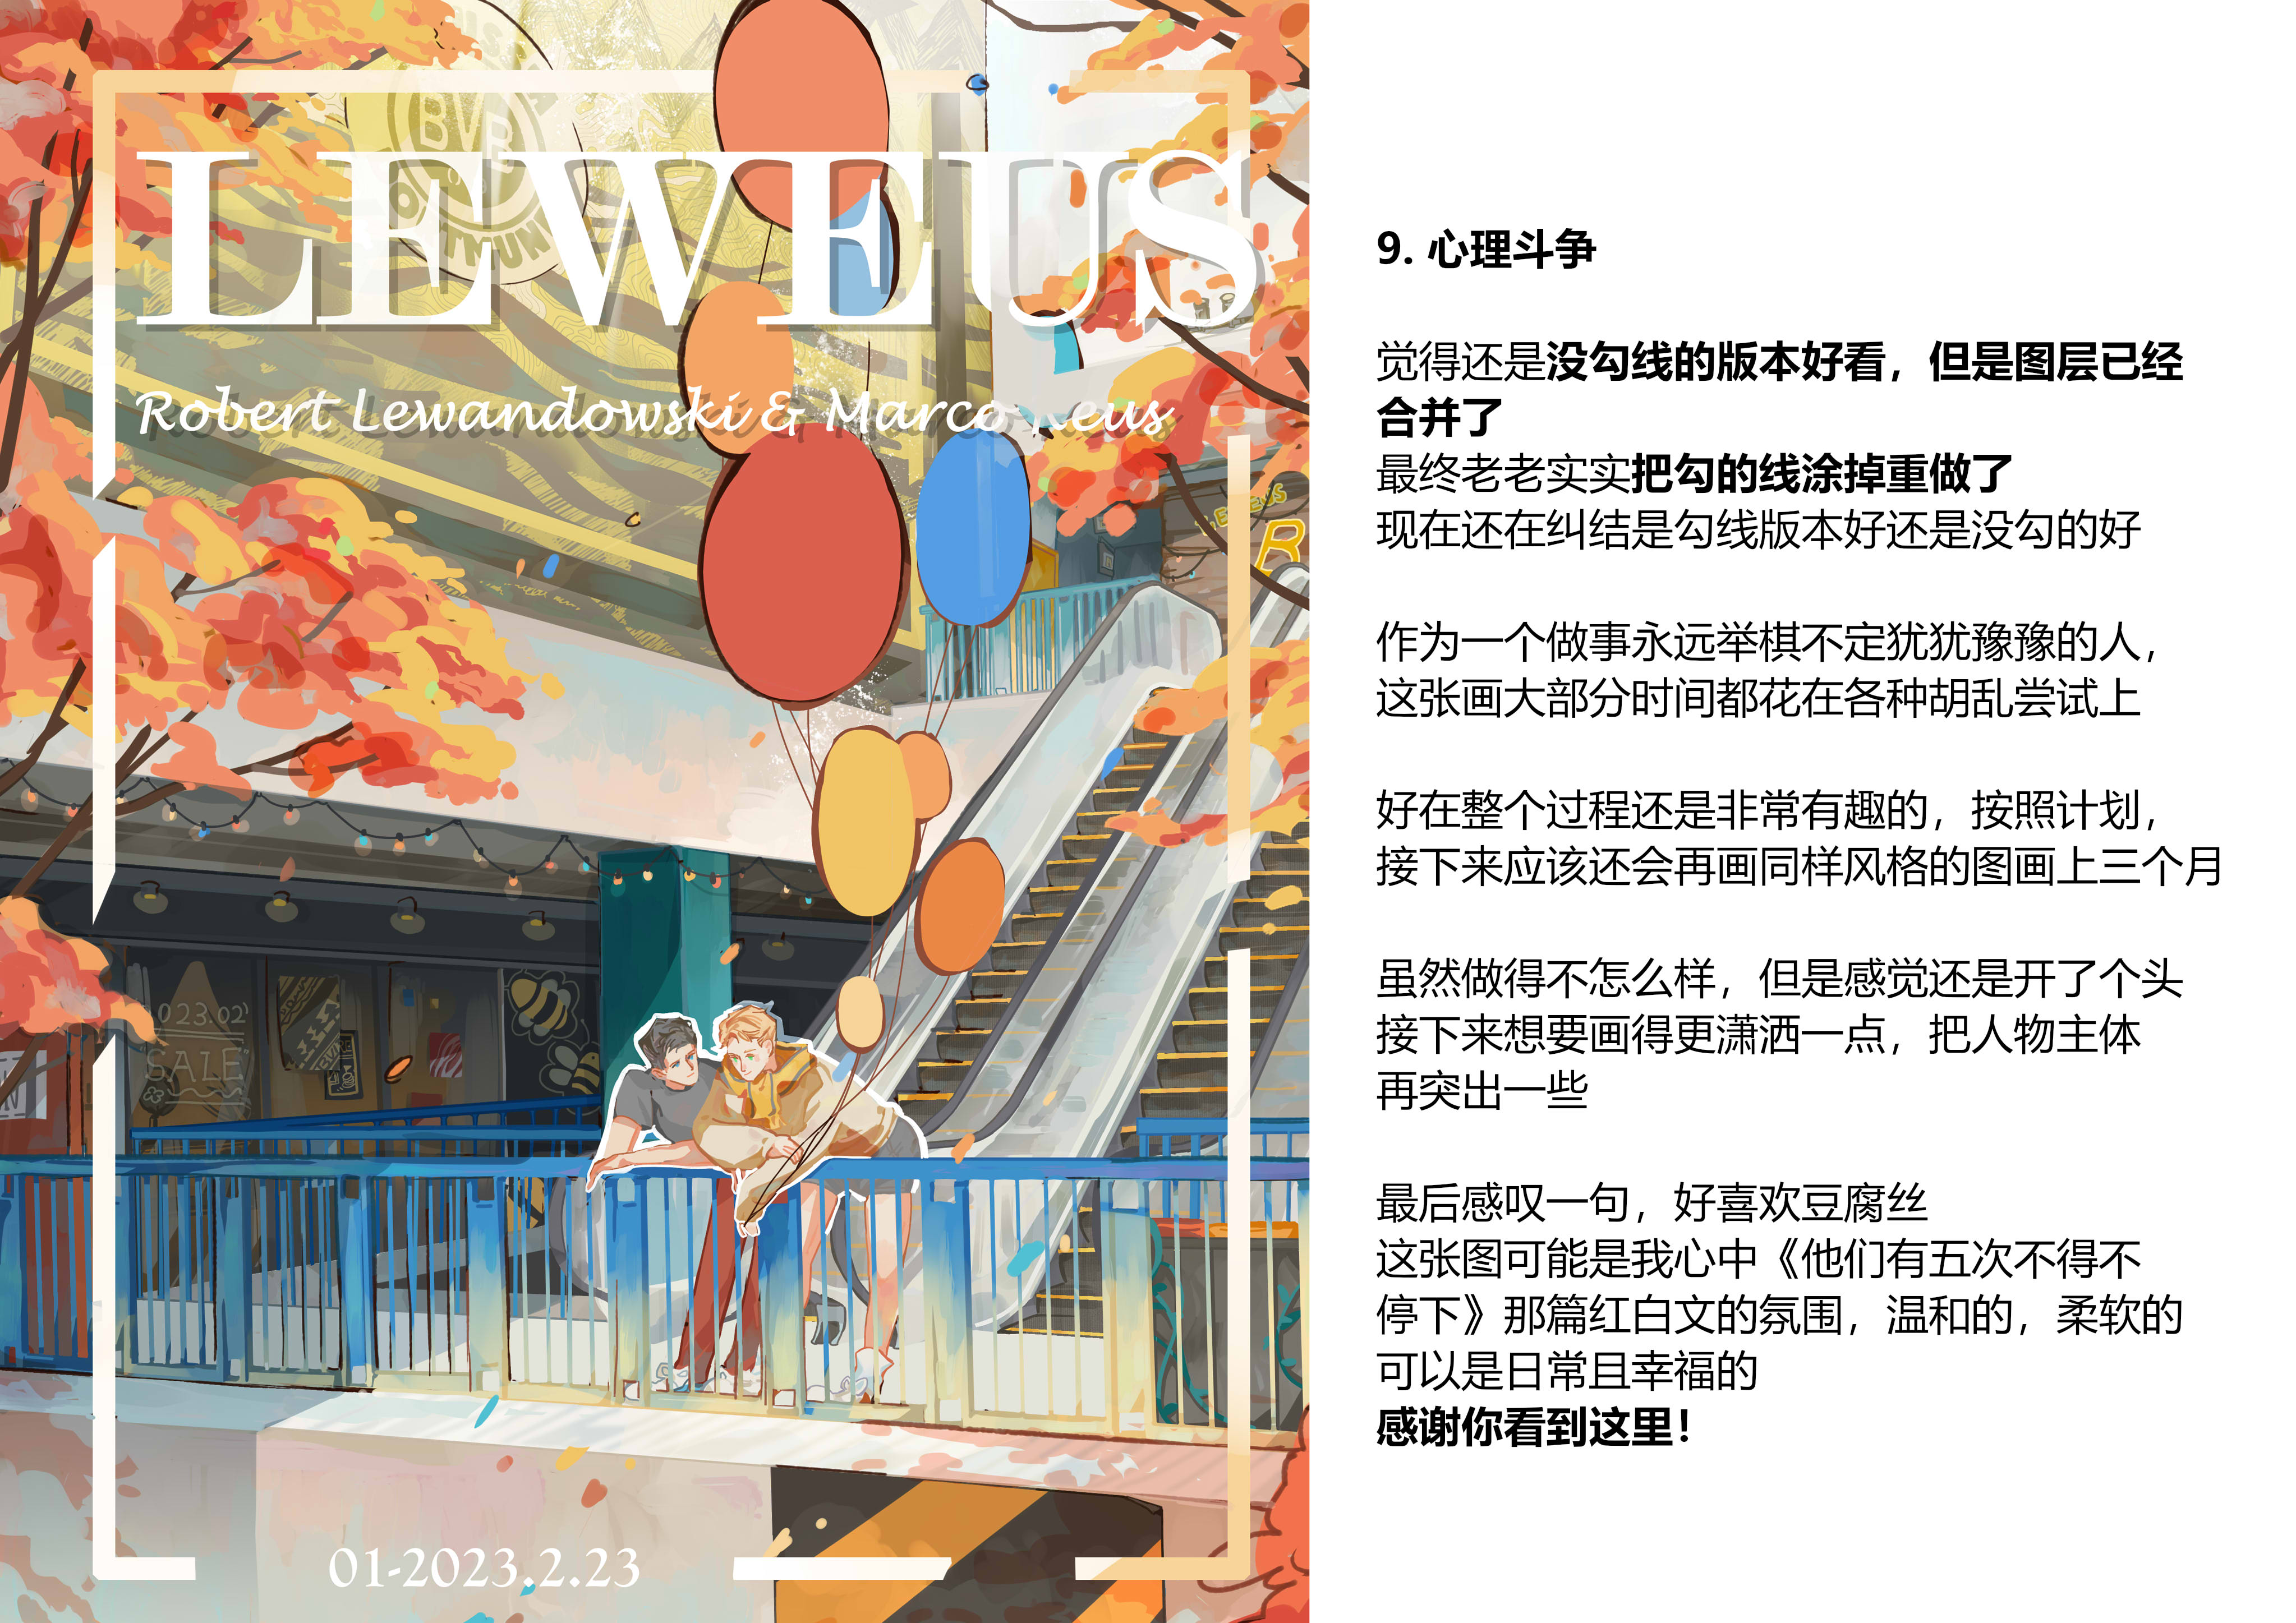 BVB
09
LEWEUS
Robert Lewandowski & Marco Reus
SALE
01-2023.2.23
9. 心理斗争
觉得还是没勾线的版本好看，但是图层已经
合并了
最终老老实实把勾的线涂掉重做了
现在还在纠结是勾线版本好还是没勾的好
作为一个做事永远举棋不定犹犹豫豫的人，
这张画大部分时间都花在各种胡乱尝试上
好在整个过程还是非常有趣的，按照计划，
接下来应该还会再画同样风格的图画上三个月
虽然做得不怎么样，但是感觉还是开了个头
接下来想要画得更潇洒一点，把人物主体
再突出一些
最后感叹一句，好喜欢豆腐丝
这张图可能是我心中《他们有五次不得不
停下》那篇红白文的氛围，温和的，柔软的
可以是日常且幸福的
感谢你看到这里！